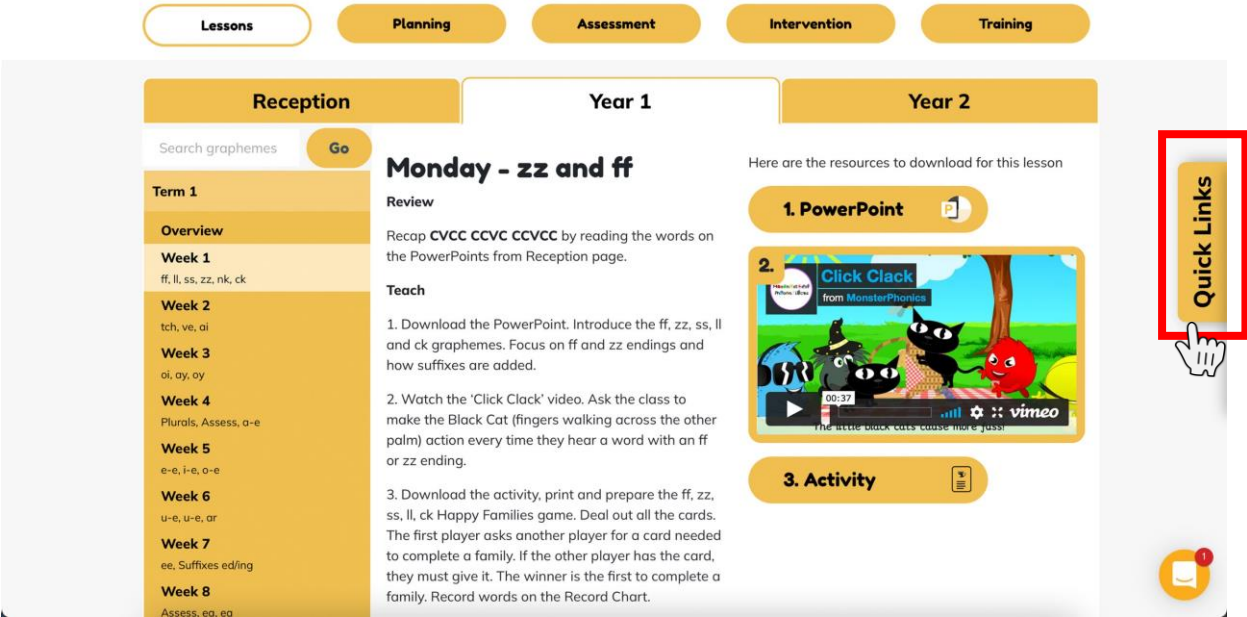 Lessons
Planning
Assessment
Intervention
Training
Reception
Year 1
Year 2
Search graphemes
Go
Term 1
Overview
Week 1
ff, ll, ss, zz, nk, ck
Week 2
tch, ve, ai
Week 3
oi, ay, oy
Week 4
Plurals, Assess, a-e
Week 5
e-e, i-e, o-e
Week 6
u-e, u-e, ar
Week 7
ee, Suffixes ed/ing
Week 8
Assess, ea, ea
Monday - zz and ff
Review
Recap CVCC CCVC CCVCC by reading the words on
the PowerPoints from Reception page.
Teach
1. Download the PowerPoint. Introduce the ff, zz, ss, ll
and ck graphemes. Focus on ff and zz endings and
how suffixes are added.
2. Watch the ‘Click Clack’ video. Ask the class to
make the Black Cat (fingers walking across the other
palm) action every time they hear a word with an ff
or zz ending.
3. Download the activity, print and prepare the ff, zz,
ss, ll, ck Happy Families game. Deal out all the cards.
The first player asks another player for a card needed
to complete a family. If the other player has the card,
they must give it. The winner is the first to complete a
family. Record words on the Record Chart.
Here are the resources to download for this lesson
1. PowerPoint
P
2.
Click Clack
from MonsterPhonics
00:37
vimeo
The little black cats cause more fuss!
3. Activity
Quick Links
1